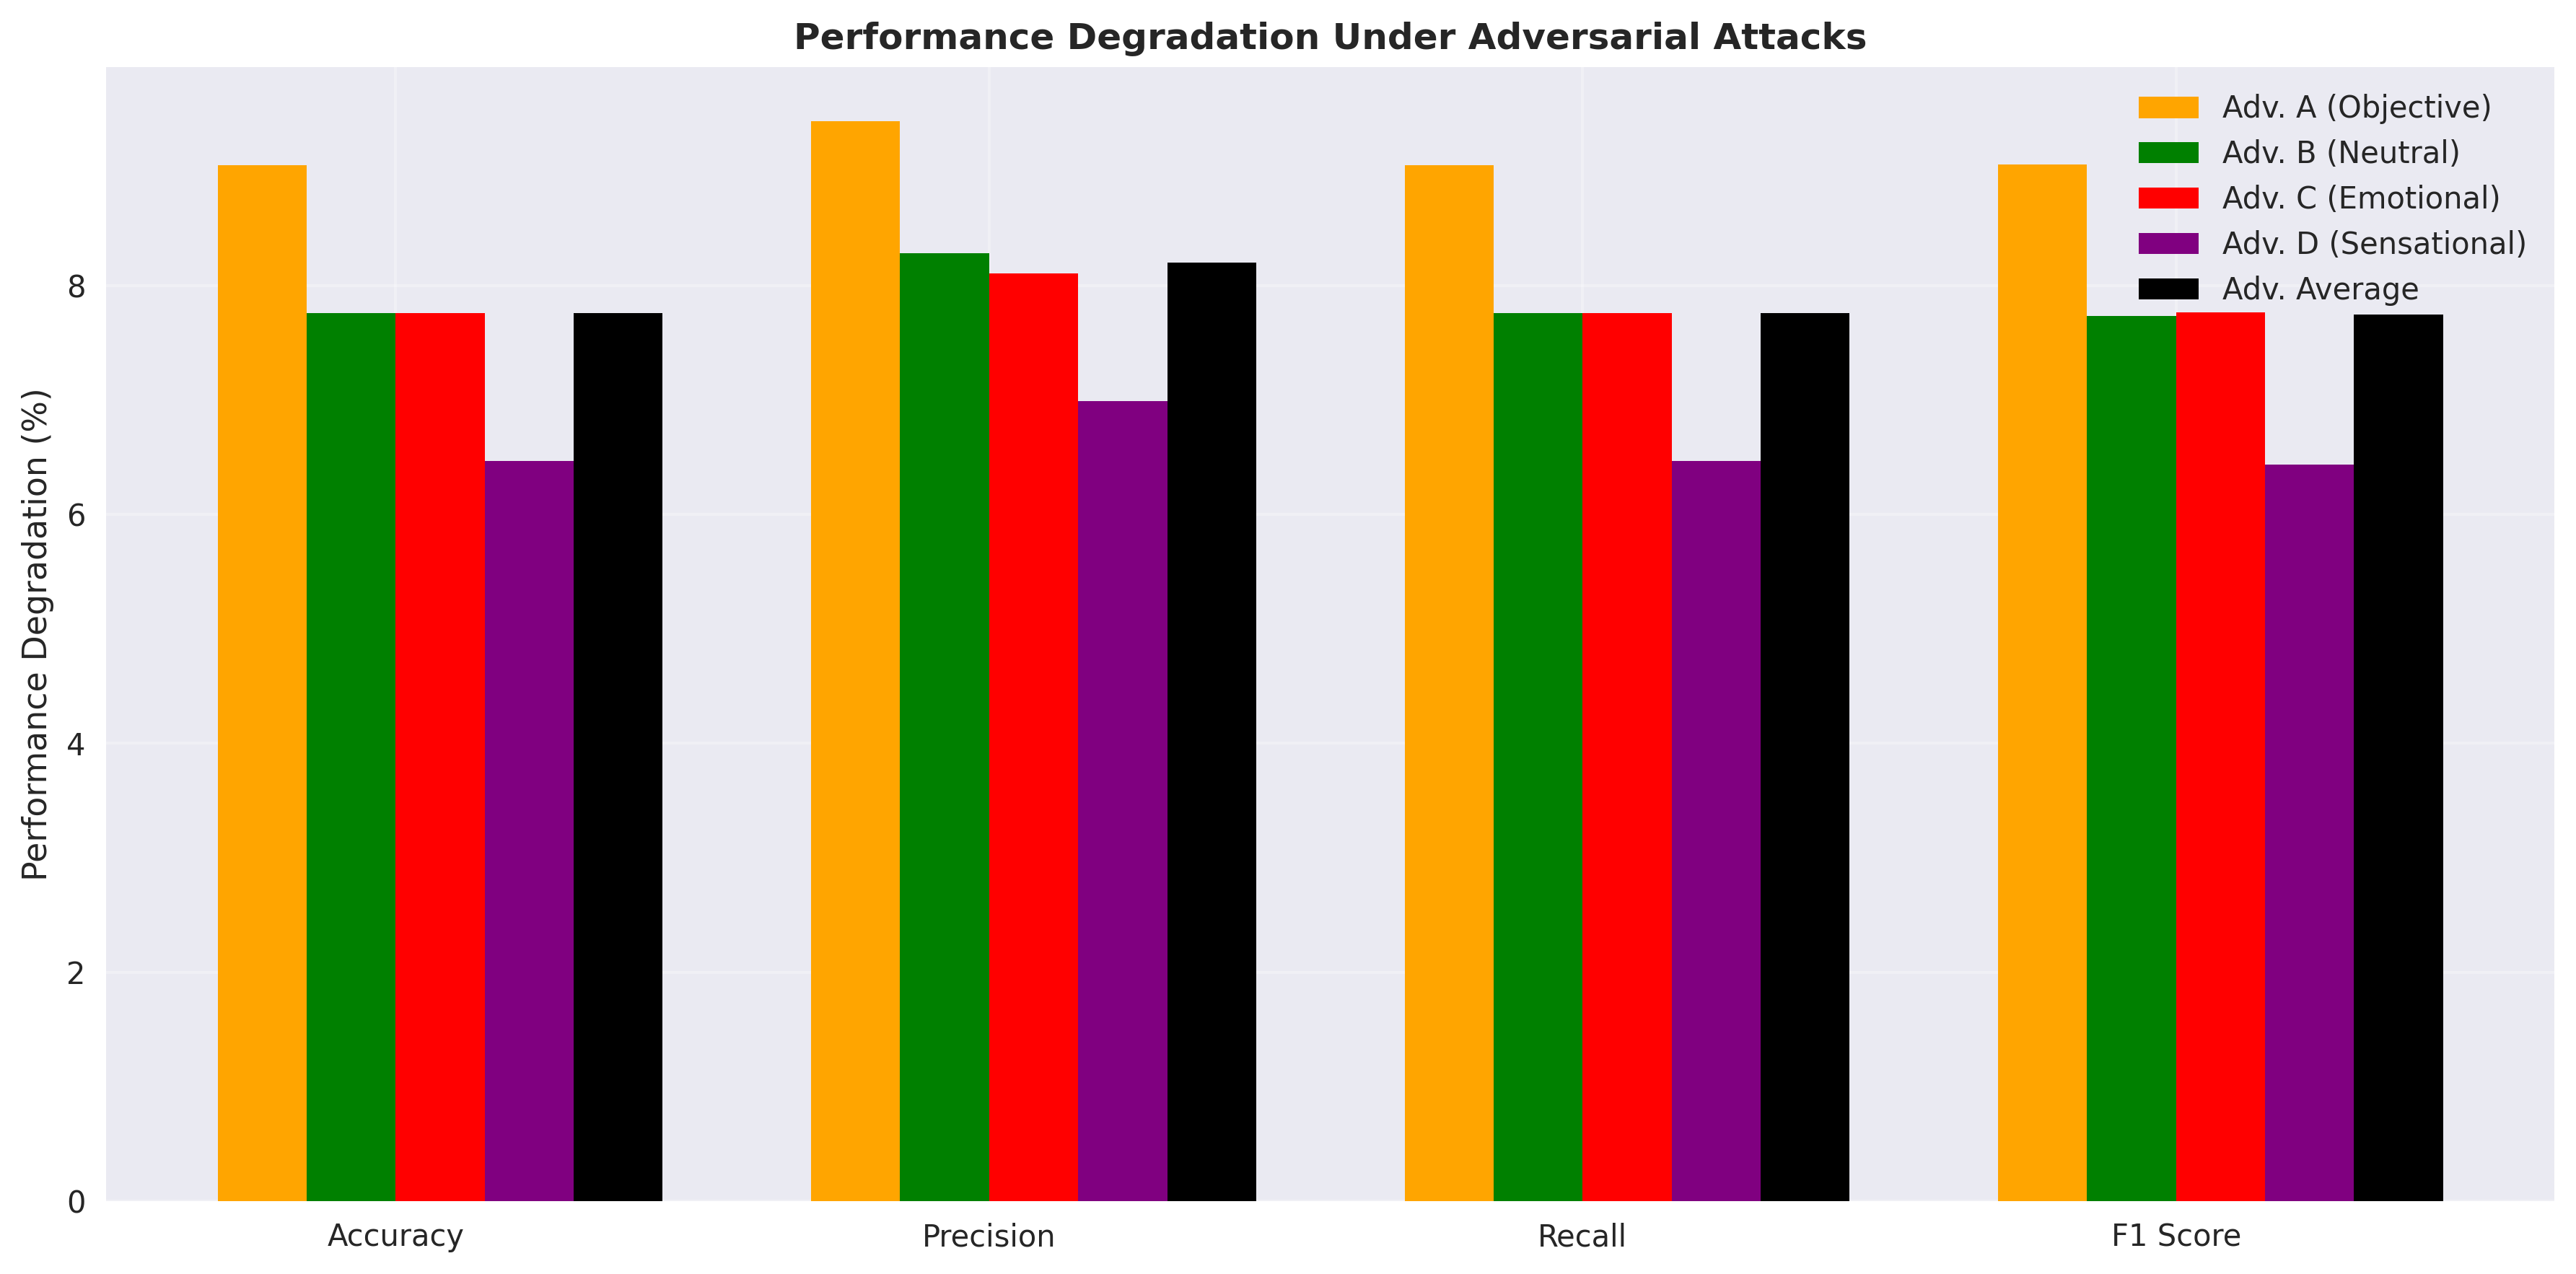 Performance Degradation Under Adversarial Attacks
Adv. A (Objective)
Adv. B (Neutral)
Adv. C (Emotional)
Adv. D (Sensational)
Adv. Average
Performance Degradation (%)
8
6
4
2
0
Accuracy
Precision
Recall
F1 Score